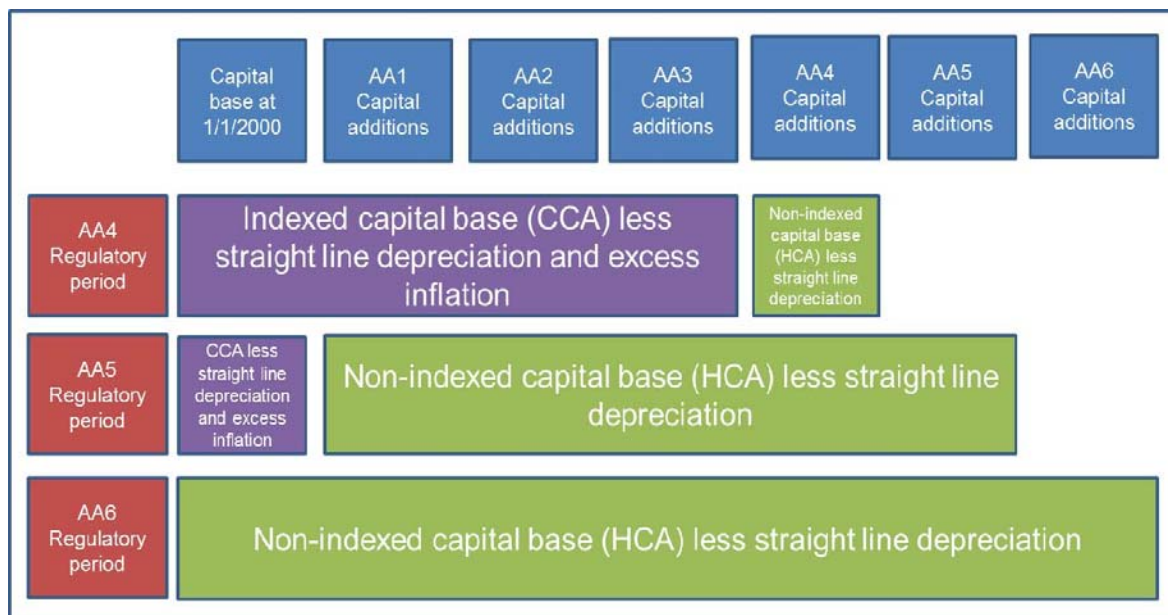 Capital
base at
1/1/2000
AA1
Capital
additions
AA2
Capital
additions
AA3
Capital
additions
AA4
Capital
additions
AA5
Capital
additions
AA6
Capital
additions
AA4
Regulatory
period
Indexed capital base (CCA) less
straight line depreciation and excess
inflation
Non-indexed
capital base
(HCA) less
straight line
depreciation
AA5
Regulatory
period
CCA less
straight line
depreciation
and excess
inflation
Non-indexed capital base (HCA) less straight line
depreciation
AA6
Regulatory
period
Non-indexed capital base (HCA) less straight line depreciation